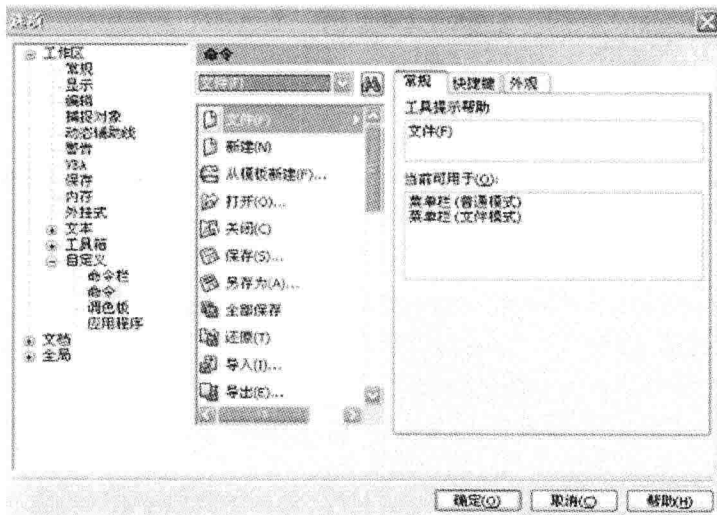 选项
工作区
常规
显示
编辑
捕捉对象
动态辅助线
警告
VBA
保存
内存
外挂式
文本
工具箱
自定义
命令栏
命令
调色板
应用程序
文档
全局
命令
文件(F)
文件(F)
新建(N)
从模板新建(F)...
打开(O)...
关闭(C)
保存(S)...
另存为(A)...
全部保存
还原(T)
导入(I)...
导出(E)...
常规 快捷键 外观
工具提示帮助
文件(F)
当前可用于(O):
菜单栏 (普通模式)
菜单栏 (文件模式)
确定(O) 取消(C) 帮助(H)